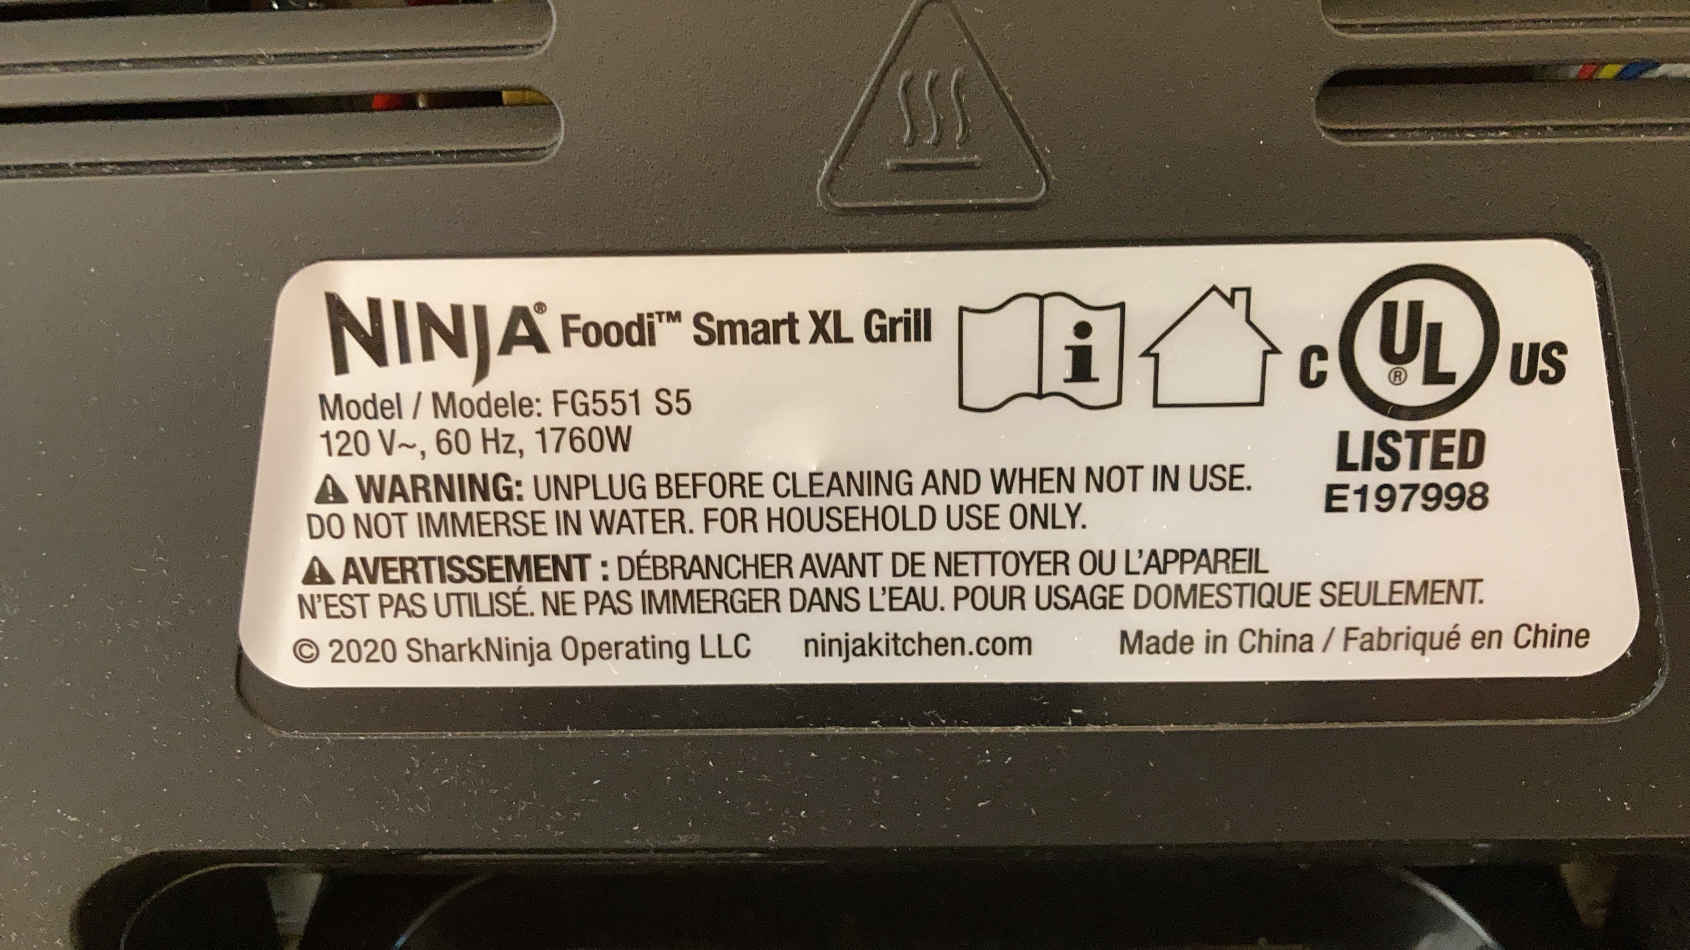 NINJA® Foodi™ Smart XL Grill
Model / Modele: FG551 S5
120 V~, 60 Hz, 1760W
⚠ WARNING: UNPLUG BEFORE CLEANING AND WHEN NOT IN USE.
DO NOT IMMERSE IN WATER. FOR HOUSEHOLD USE ONLY.
⚠ AVERTISSEMENT : DÉBRANCHER AVANT DE NETTOYER OU L'APPAREIL
N'EST PAS UTILISÉ. NE PAS IMMERGER DANS L'EAU. POUR USAGE DOMESTIQUE SEULEMENT.
© 2020 SharkNinja Operating LLC ninjakitchen.com Made in China / Fabriqué en Chine
i
C UL® US
LISTED
E197998